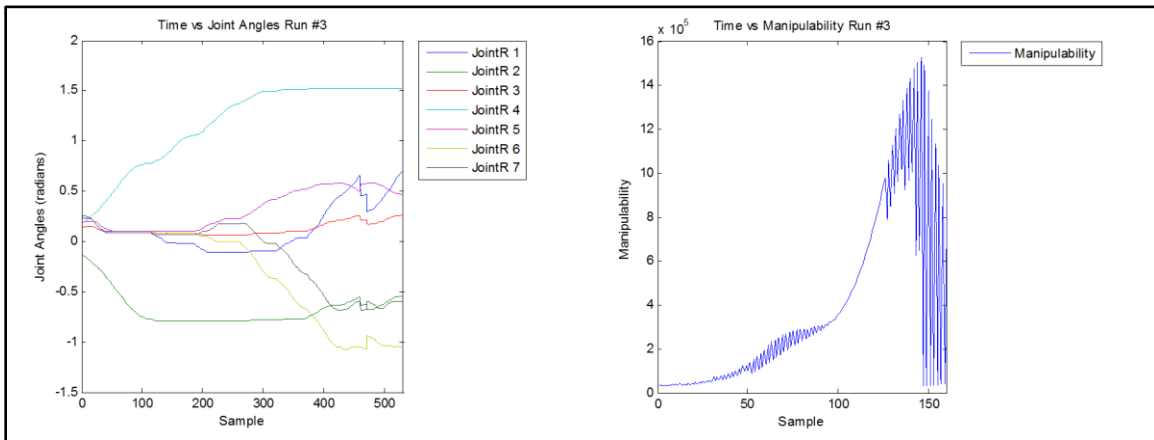 Time vs Joint Angles Run #3
2
1.5
1
0.5
0
-0.5
-1
-1.5
Joint Angles (radians)
0 100 200 300 400 500
Sample
JointR 1
JointR 2
JointR 3
JointR 4
JointR 5
JointR 6
JointR 7
Time vs Manipulability Run #3
x 10^5
16
14
12
10
8
6
4
2
0
Manipulability
0 50 100 150
Sample
Manipulability